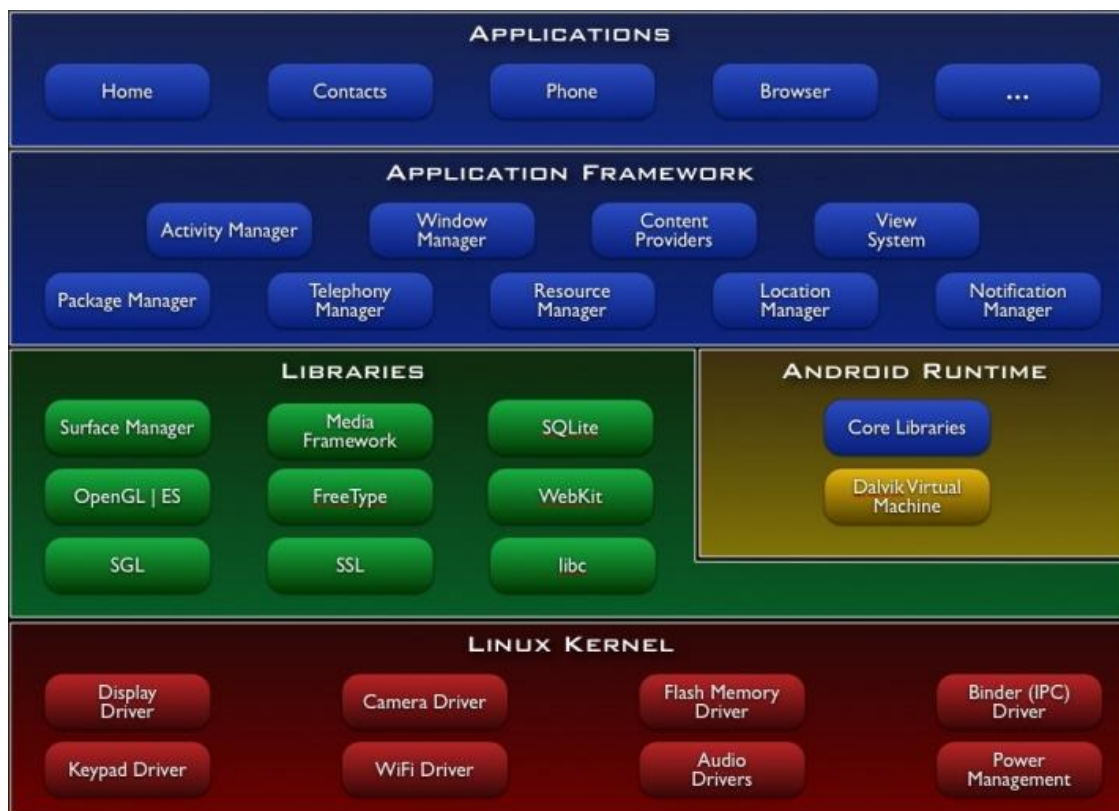 APPLICATIONS
Home Contacts Phone Browser ...
APPLICATION FRAMEWORK
Activity Manager
Window
Manager
Content
Providers
View
System
Package Manager
Telephony
Manager
Resource
Manager
Location
Manager
Notification
Manager
LIBRARIES
Surface Manager
Media
Framework
SQLite
OpenGL | ES
FreeType
WebKit
SGL
SSL
libc
ANDROID RUNTIME
Core Libraries
Dalvik Virtual
Machine
LINUX KERNEL
Display
Driver
Camera Driver
Flash Memory
Driver
Binder (IPC)
Driver
Keypad Driver
WiFi Driver
Audio
Drivers
Power
Management